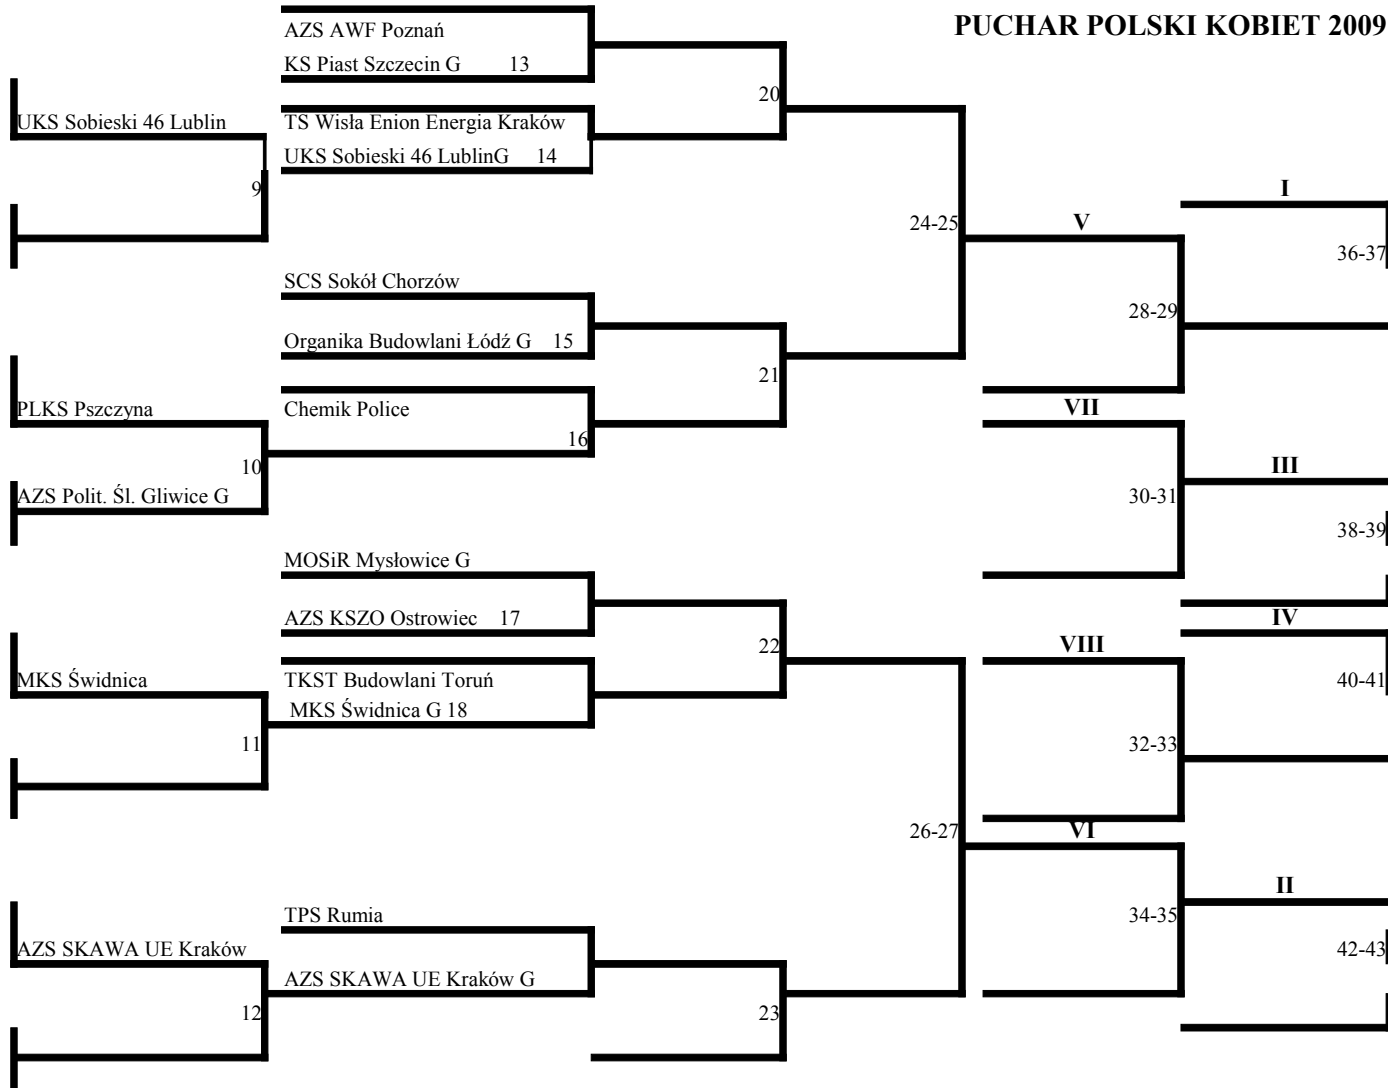 PUCHAR POLSKI KOBIET 2009
AZS AWF Poznań
KS Piast Szczecin G 13
20
UKS Sobieski 46 Lublin
TS Wisła Enion Energia Kraków
UKS Sobieski 46 LublinG 14
9
I
24-25
V
36-37
SCS Sokół Chorzów
28-29
Organika Budowlani Łódź G 15
21
PLKS Pszczyna
Chemik Police
VII
16
10
III
AZS Polit. Śl. Gliwice G
30-31
38-39
MOSiR Mysłowice G
AZS KSZO Ostrowiec 17
IV
22
VIII
MKS Świdnica
TKST Budowlani Toruń
40-41
MKS Świdnica G 18
11
32-33
26-27
VI
II
TPS Rumia
34-35
AZS SKAWA UE Kraków
42-43
AZS SKAWA UE Kraków G
12
23